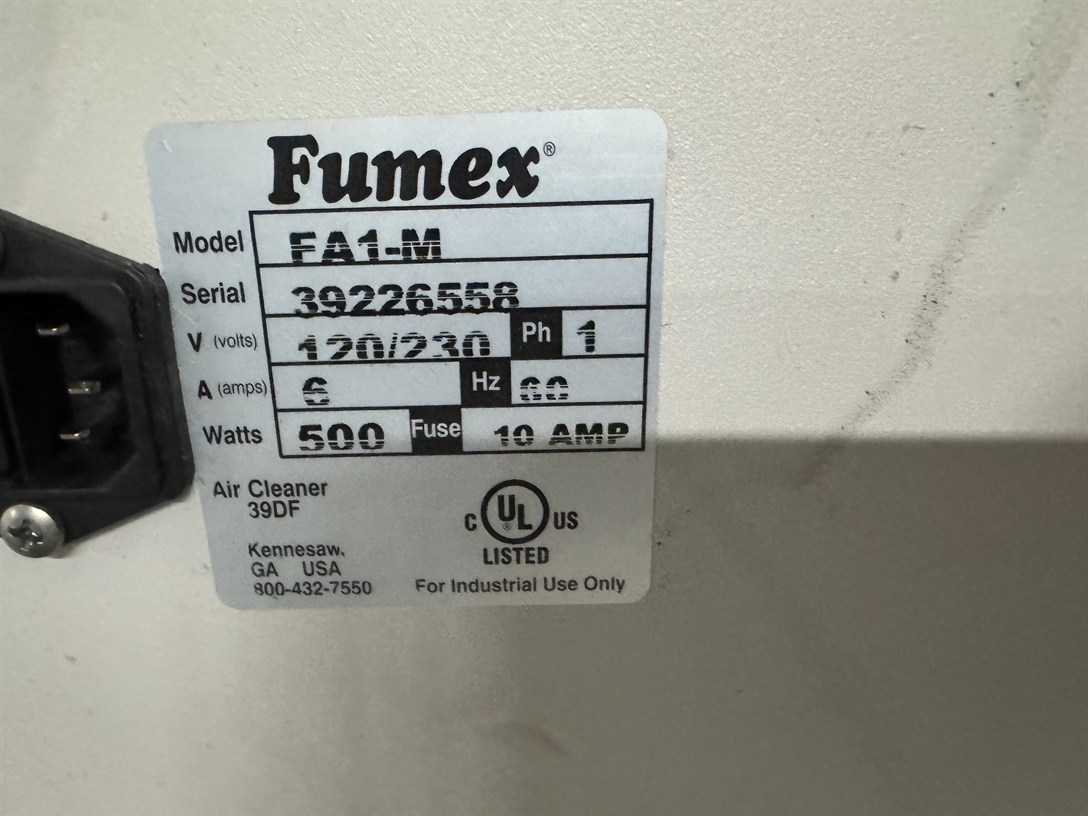 Fumex®
Model FA1-M
Serial 39226558
V (volts) 120/230 Ph 1
A (amps) 6 Hz 60
Watts 500 Fuse 10 AMP
Air Cleaner
39DF
C UL® US
LISTED
Kennesaw,
GA USA
800-432-7550
For Industrial Use Only